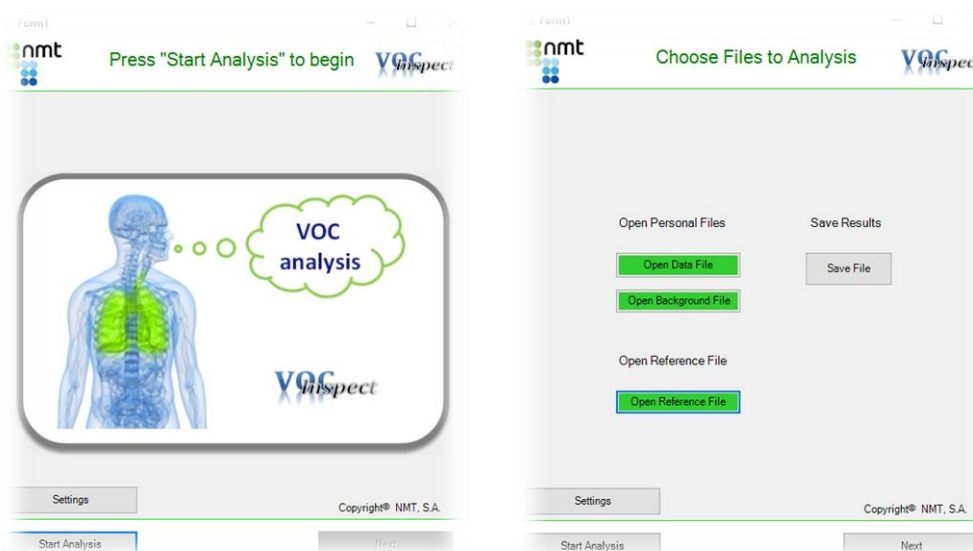 Form1
nmt
Press "Start Analysis" to begin
VOCinspect
VOC
analysis
VOCinspect
Settings
Copyright® NMT, S.A.
Start Analysis
Next
Form1
nmt
Choose Files to Analysis
VOCinspect
Open Personal Files
Save Results
Open Data File
Save File
Open Background File
Open Reference File
Open Reference File
Settings
Copyright® NMT, S.A.
Start Analysis
Next